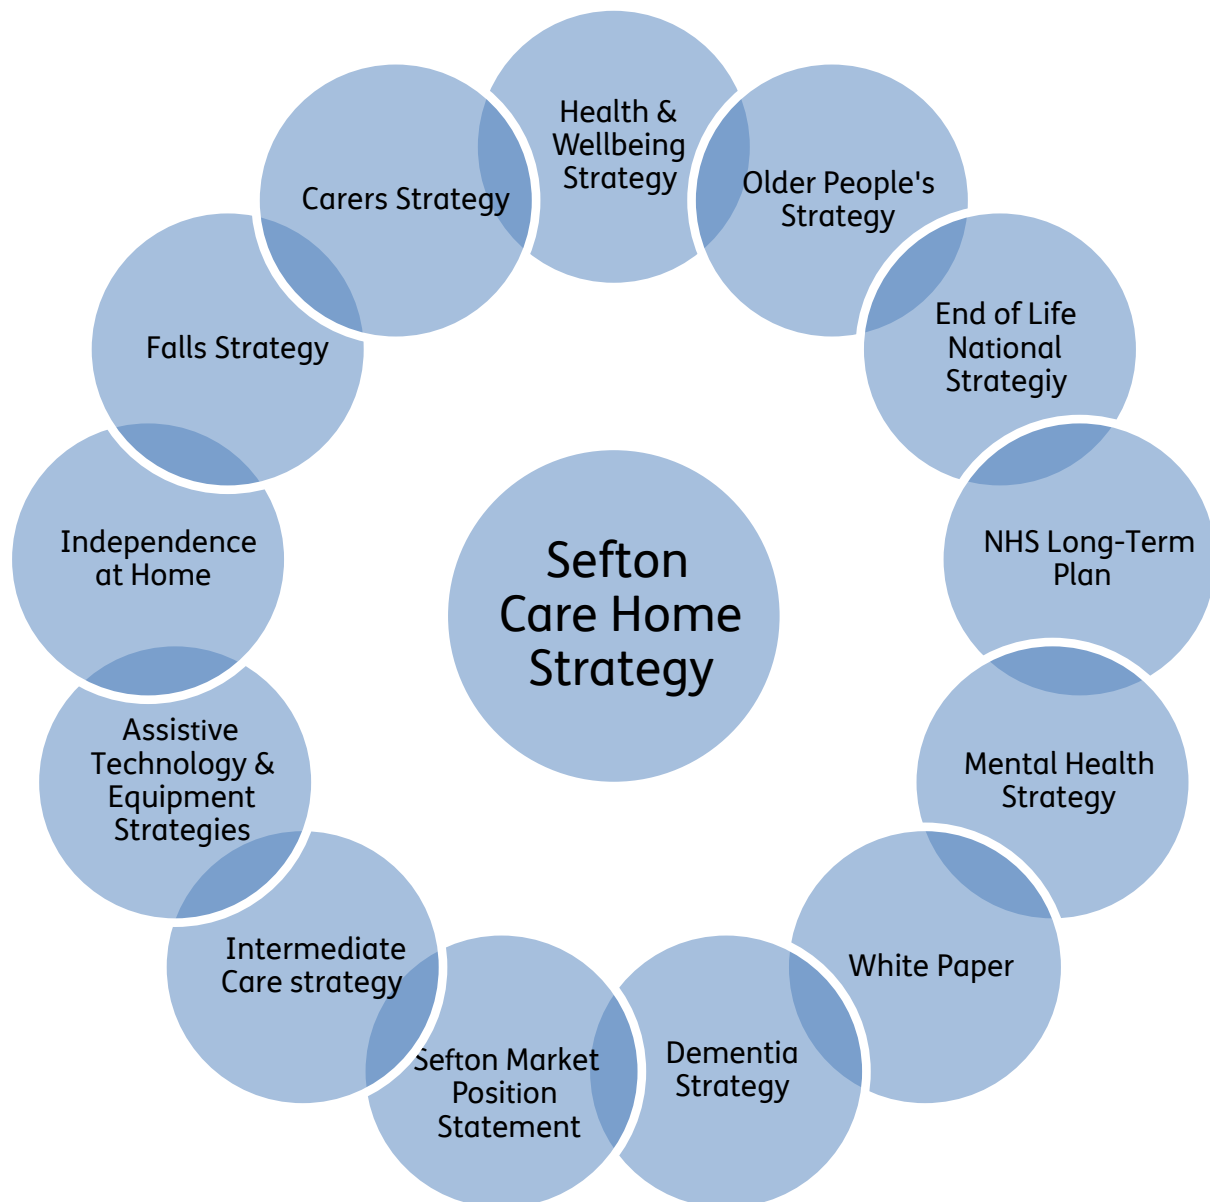 Health &
Wellbeing
Strategy
Older People's
Strategy
End of Life
National
Strategiy
NHS Long-Term
Plan
Mental Health
Strategy
White Paper
Dementia
Strategy
Sefton Market
Position
Statement
Intermediate
Care strategy
Assistive
Technology &
Equipment
Strategies
Independence
at Home
Falls Strategy
Carers Strategy
Sefton
Care Home
Strategy